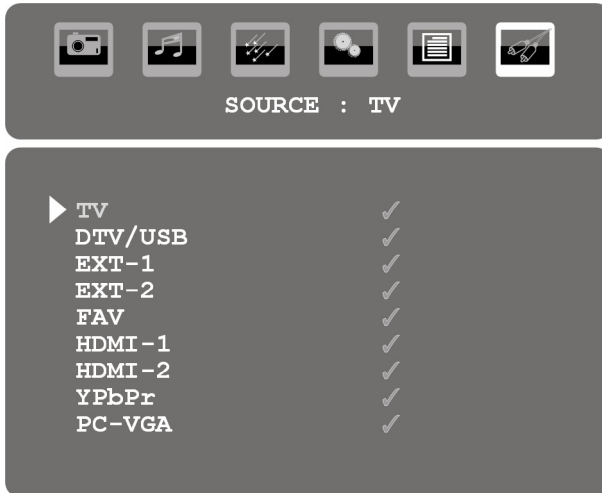 SOURCE : TV
TV ✓
DTV/USB ✓
EXT-1 ✓
EXT-2 ✓
FAV ✓
HDMI-1 ✓
HDMI-2 ✓
YPbPr ✓
PC-VGA ✓